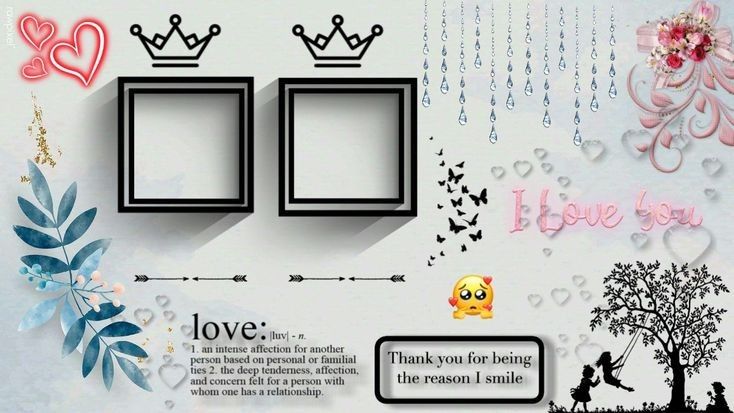 rawpixel
I Love You
love: |luv| - n.
1. an intense affection for another
person based on personal or familial
ties 2. the deep tenderness, affection,
and concern felt for a person with
whom one has a relationship.
Thank you for being
the reason I smile